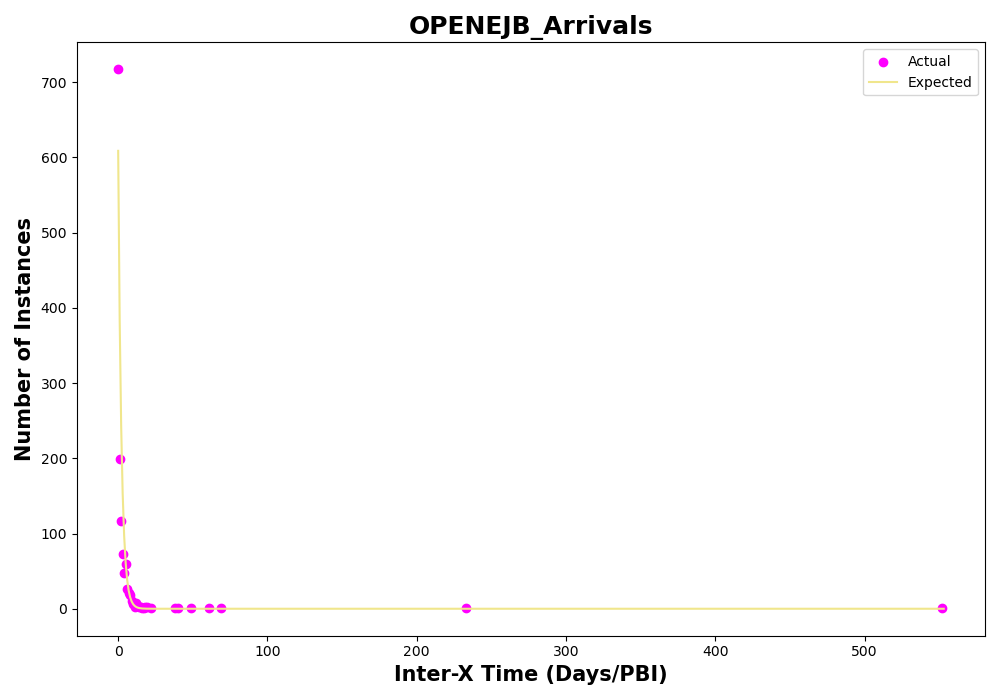 OPENEJB_Arrivals
Actual
Expected
Number of Instances
700
600
500
400
300
200
100
0
0 100 200 300 400 500
Inter-X Time (Days/PBI)